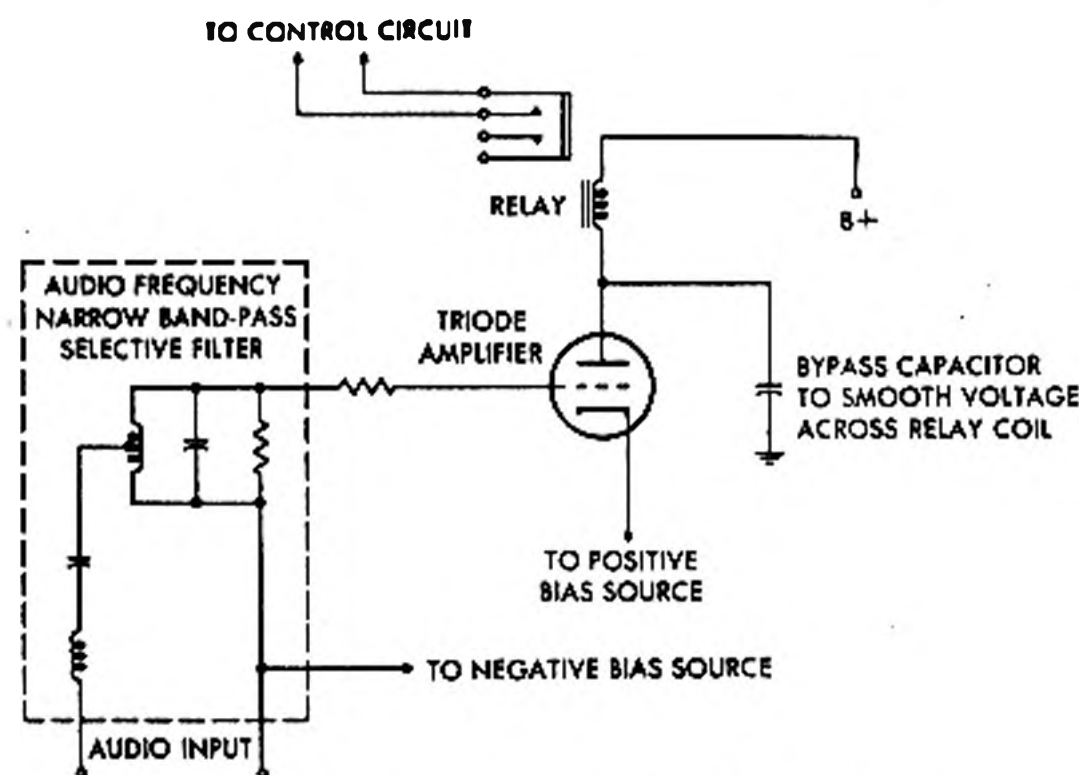 TO CONTROL CIRCUIT
RELAY
B+
AUDIO FREQUENCY
NARROW BAND-PASS
SELECTIVE FILTER
TRIODE
AMPLIFIER
BYPASS CAPACITOR
TO SMOOTH VOLTAGE
ACROSS RELAY COIL
TO POSITIVE
BIAS SOURCE
TO NEGATIVE BIAS SOURCE
AUDIO INPUT